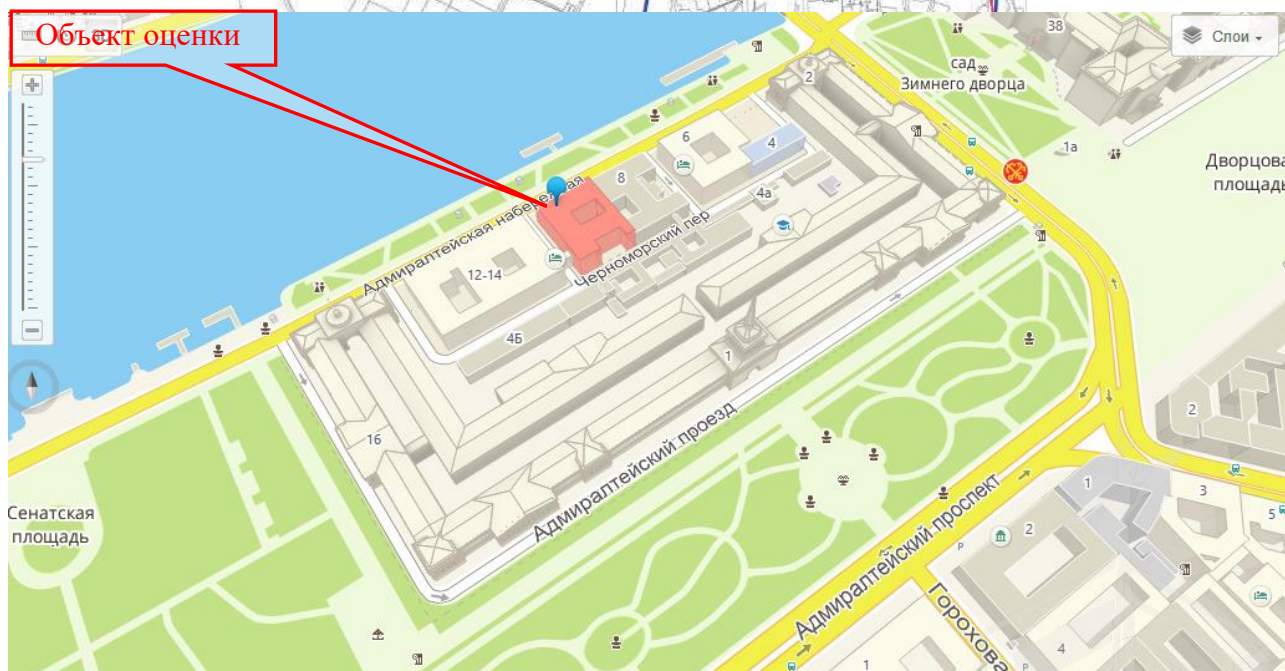 Объект оценки
Слои
38
сад
Зимнего дворца
2
6
4
1а
Дворцова
площадь
8
4а
Адмиралтейская набережная
Черноморский пер
12-14
4Б
1
2
16
Адмиралтейский проезд
Сенатская
площадь
Адмиралтейский проспект
1
3
5
2
P
P
Горохова
4
1